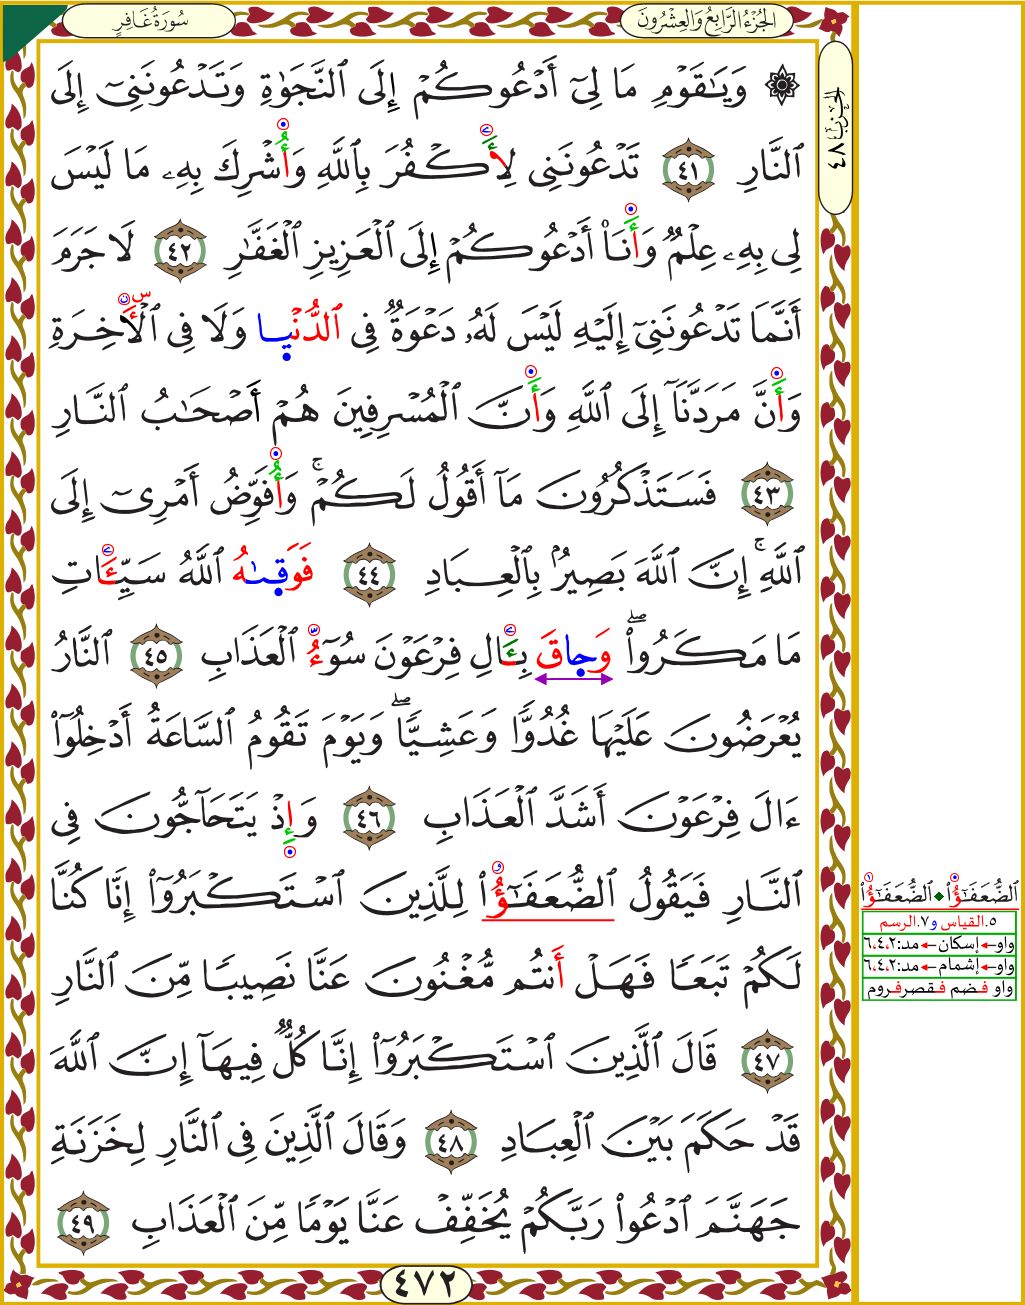 سُورَةُ غَافِرٍ
الجُزْءُ الرَّابِعُ وَالعِشْرُونَ
الحِزْبُ ٤٨
۞ وَيَٰقَوْمِ مَا لِىٓ أَدْعُوكُمْ إِلَى ٱلنَّجَوٰةِ وَتَدْعُونَنِىٓ إِلَى
ٱلنَّارِ ٤١ تَدْعُونَنِى لِأَكْفُرَ بِٱللَّهِ وَأُشْرِكَ بِهِۦ مَا لَيْسَ
لِى بِهِۦ عِلْمٌ وَأَنَا۠ أَدْعُوكُمْ إِلَى ٱلْعَزِيزِ ٱلْغَفَّٰرِ ٤٢ لَا جَرَمَ
أَنَّمَا تَدْعُونَنِىٓ إِلَيْهِ لَيْسَ لَهُۥ دَعْوَةٌ فِى ٱلدُّنْيَا وَلَا فِى ٱلْءَاخِرَةِ
وَأَنَّ مَرَدَّنَآ إِلَى ٱللَّهِ وَأَنَّ ٱلْمُسْرِفِينَ هُمْ أَصْحَٰبُ ٱلنَّارِ
٤٣ فَسَتَذْكُرُونَ مَآ أَقُولُ لَكُمْ ۚ وَأُفَوِّضُ أَمْرِىٓ إِلَى
ٱللَّهِ ۚ إِنَّ ٱللَّهَ بَصِيرٌۢ بِٱلْعِبَادِ ٤٤ فَوَقَىٰهُ ٱللَّهُ سَيِّـَٔاتِ
مَا مَكَرُوا۟ ۖ وَحَاقَ بِـَٔالِ فِرْعَوْنَ سُوٓءُ ٱلْعَذَابِ ٤٥ ٱلنَّارُ
يُعْرَضُونَ عَلَيْهَا غُدُوًّا وَعَشِيًّا ۖ وَيَوْمَ تَقُومُ ٱلسَّاعَةُ أَدْخِلُوٓا۟
ءَالَ فِرْعَوْنَ أَشَدَّ ٱلْعَذَابِ ٤٦ وَإِذْ يَتَحَآجُّونَ فِى
ٱلنَّارِ فَيَقُولُ ٱلضُّعَفَٰٓؤُا۟ لِلَّذِينَ ٱسْتَكْبَرُوٓا۟ إِنَّا كُنَّا
لَكُمْ تَبَعًا فَهَلْ أَنتُم مُّغْنُونَ عَنَّا نَصِيبًا مِّنَ ٱلنَّارِ
٤٧ قَالَ ٱلَّذِينَ ٱسْتَكْبَرُوٓا۟ إِنَّا كُلٌّ فِيهَآ إِنَّ ٱللَّهَ
قَدْ حَكَمَ بَيْنَ ٱلْعِبَادِ ٤٨ وَقَالَ ٱلَّذِينَ فِى ٱلنَّارِ لِخَزَنَةِ
جَهَنَّمَ ٱدْعُوا۟ رَبَّكُمْ يُخَفِّفْ عَنَّا يَوْمًا مِّنَ ٱلْعَذَابِ ٤٩
ٱلضُّعَفَٰٓؤُا۟ ♦ ٱلضُّعَفَٰٓؤُا۟
٥.القياس و٧.الرسم
واو←إسكان←مد:٦،٤،٢
واو←إشمام←مد:٦،٤،٢
واو فضم فقصرفروم
٤٧٢